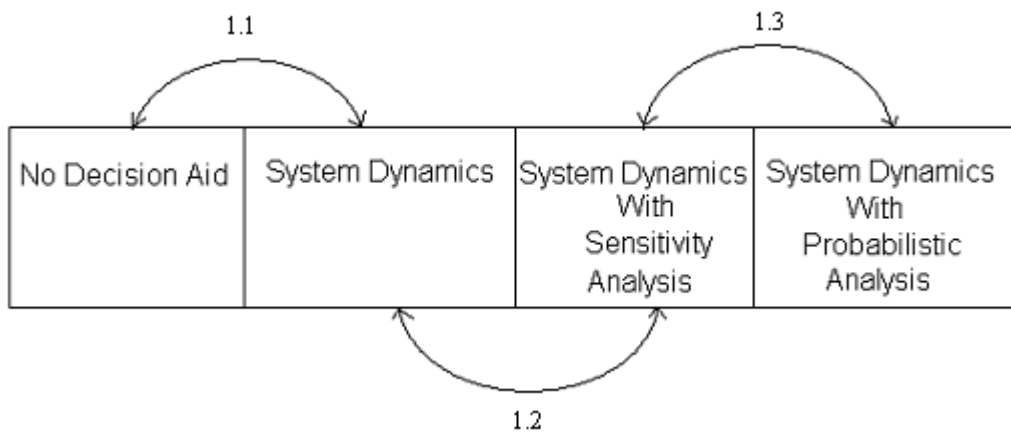 1.1
1.3
No Decision Aid
System Dynamics
System Dynamics
With
Sensitivity
Analysis
System Dynamics
With
Probabilistic
Analysis
1.2